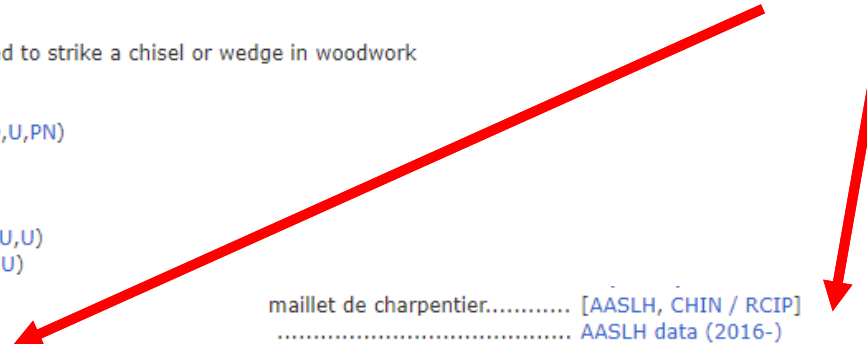 d to strike a chisel or wedge in woodwork
,U,PN)
U,U)
U)
maillet de charpentier............ [AASLH, CHIN / RCIP]
......................................... AASLH data (2016-)